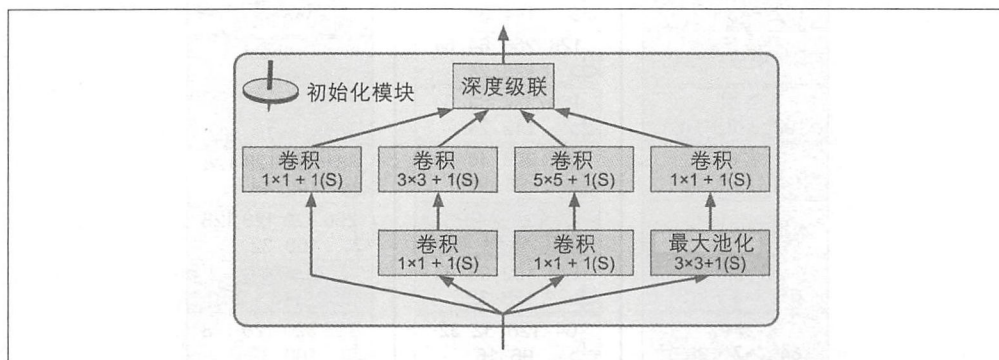 深度级联
初始化模块
卷积
1×1 + 1(S)
卷积
3×3 + 1(S)
卷积
5×5 + 1(S)
卷积
1×1 + 1(S)
卷积
1×1 + 1(S)
卷积
1×1 + 1(S)
最大池化
3×3+1(S)